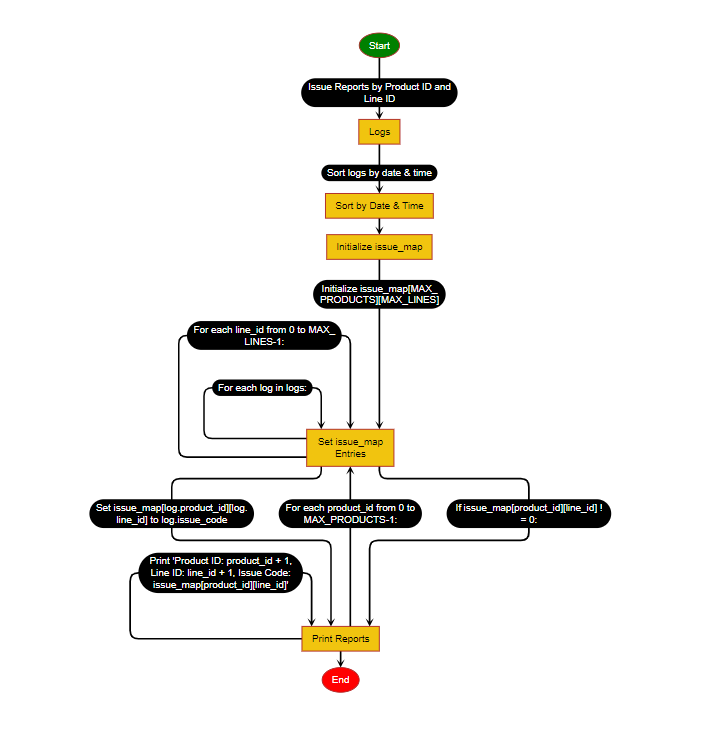 Start
Issue Reports by Product ID and
Line ID
Logs
Sort logs by date & time
Sort by Date & Time
Initialize issue_map
Initialize issue_map[MAX_
PRODUCTS][MAX_LINES]
For each line_id from 0 to MAX_
LINES-1:
For each log in logs:
Set issue_map
Entries
Set issue_map[log.product_id][log.
line_id] to log.issue_code
For each product_id from 0 to
MAX_PRODUCTS-1:
If issue_map[product_id][line_id] !
= 0:
Print 'Product ID: product_id + 1,
Line ID: line_id + 1, Issue Code:
issue_map[product_id][line_id]'
Print Reports
End